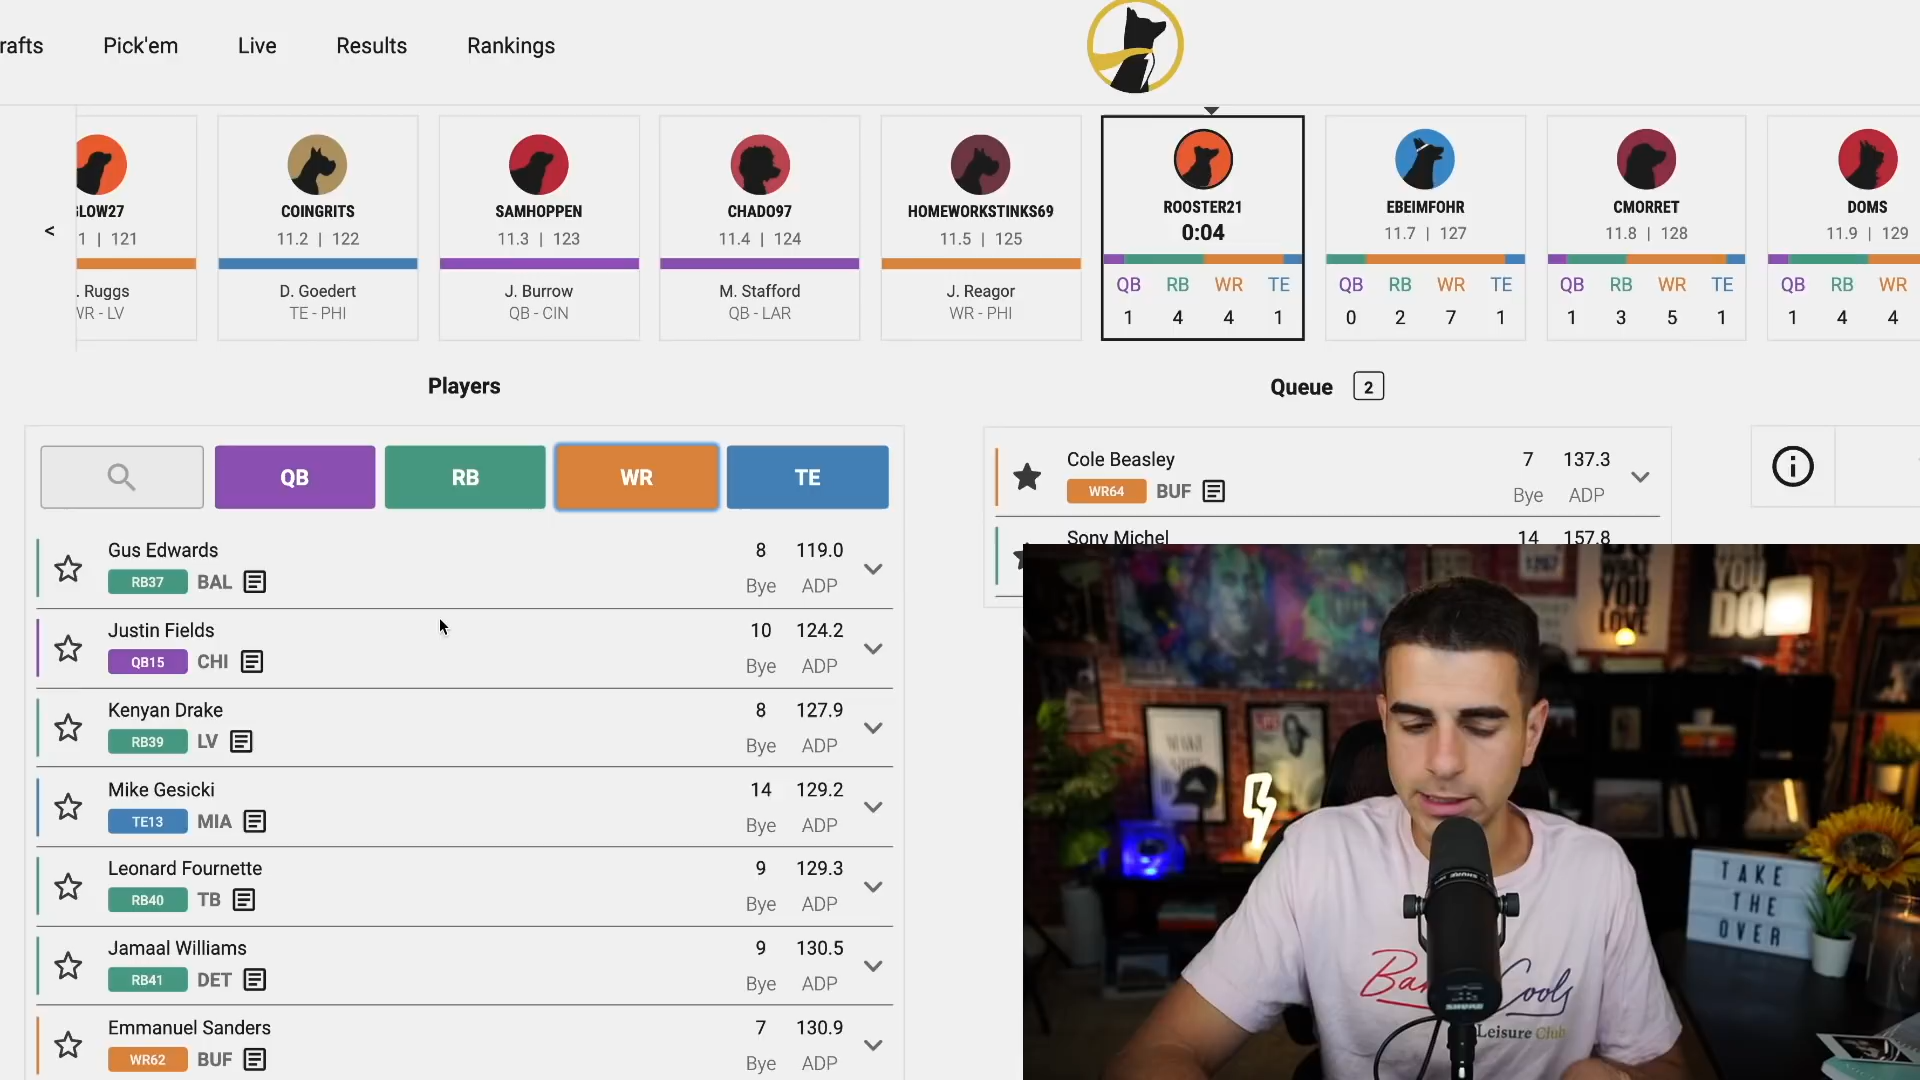 rafts Pick'em Live Results Rankings
LOW27 COINGRITS SAMHOPPEN CHADO97 HOMEWORKSTINKS69 ROOSTER21 EBEIMFOHR CMORRET DOMS
1 | 121 11.2 | 122 11.3 | 123 11.4 | 124 11.5 | 125 0:04 11.7 | 127 11.8 | 128 11.9 | 129
<
. Ruggs D. Goedert J. Burrow M. Stafford J. Reagor QB RB WR TE QB RB WR TE QB RB WR TE QB RB WR
WR - LV TE - PHI QB - CIN QB - LAR WR - PHI 1 4 4 1 0 2 7 1 1 3 5 1 1 4 4
Players
Queue 2
QB RB WR TE
Cole Beasley 7 137.3
WR64 BUF Bye ADP
Sony Michel 14 157.8
Gus Edwards 8 119.0
RB37 BAL Bye ADP
Justin Fields 10 124.2
QB15 CHI Bye ADP
Kenyan Drake 8 127.9
RB39 LV Bye ADP
Mike Gesicki 14 129.2
TE13 MIA Bye ADP
Leonard Fournette 9 129.3
RB40 TB Bye ADP
Jamaal Williams 9 130.5
RB41 DET Bye ADP
Emmanuel Sanders 7 130.9
WR62 BUF Bye ADP
WHAT
YOU
LOVE
YOU
DO
TAKE
THE
OVER
Cools
Leisure Club
SHURE